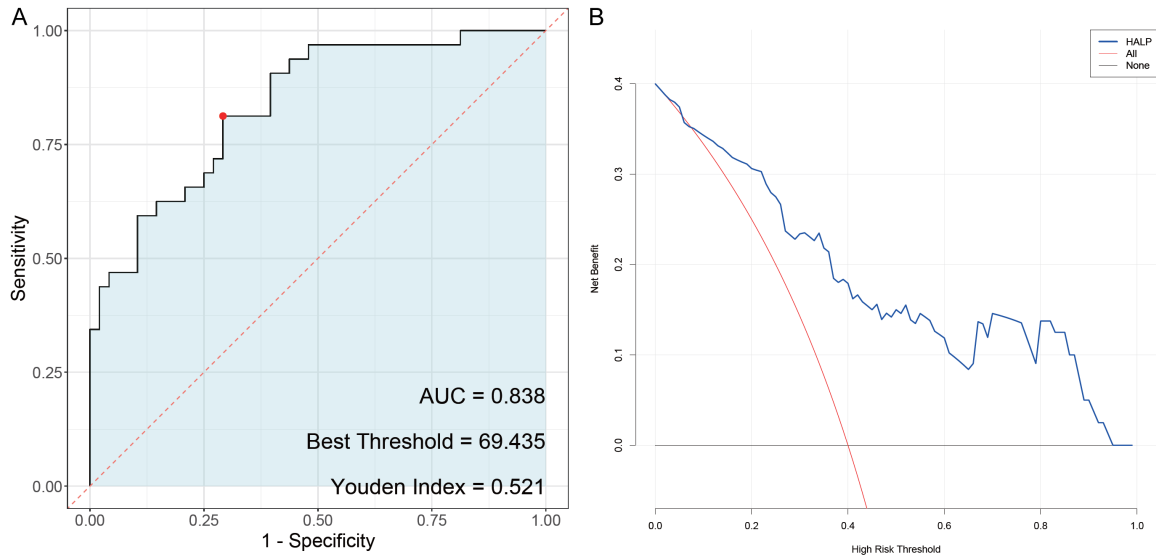 A
1.00
0.75
0.50
0.25
0.00
Sensitivity
AUC = 0.838
Best Threshold = 69.435
Youden Index = 0.521
0.00 0.25 0.50 0.75 1.00
1 - Specificity
B
HALP
All
None
0.4
0.3
0.2
0.1
0.0
Net Benefit
0.0 0.2 0.4 0.6 0.8 1.0
High Risk Threshold